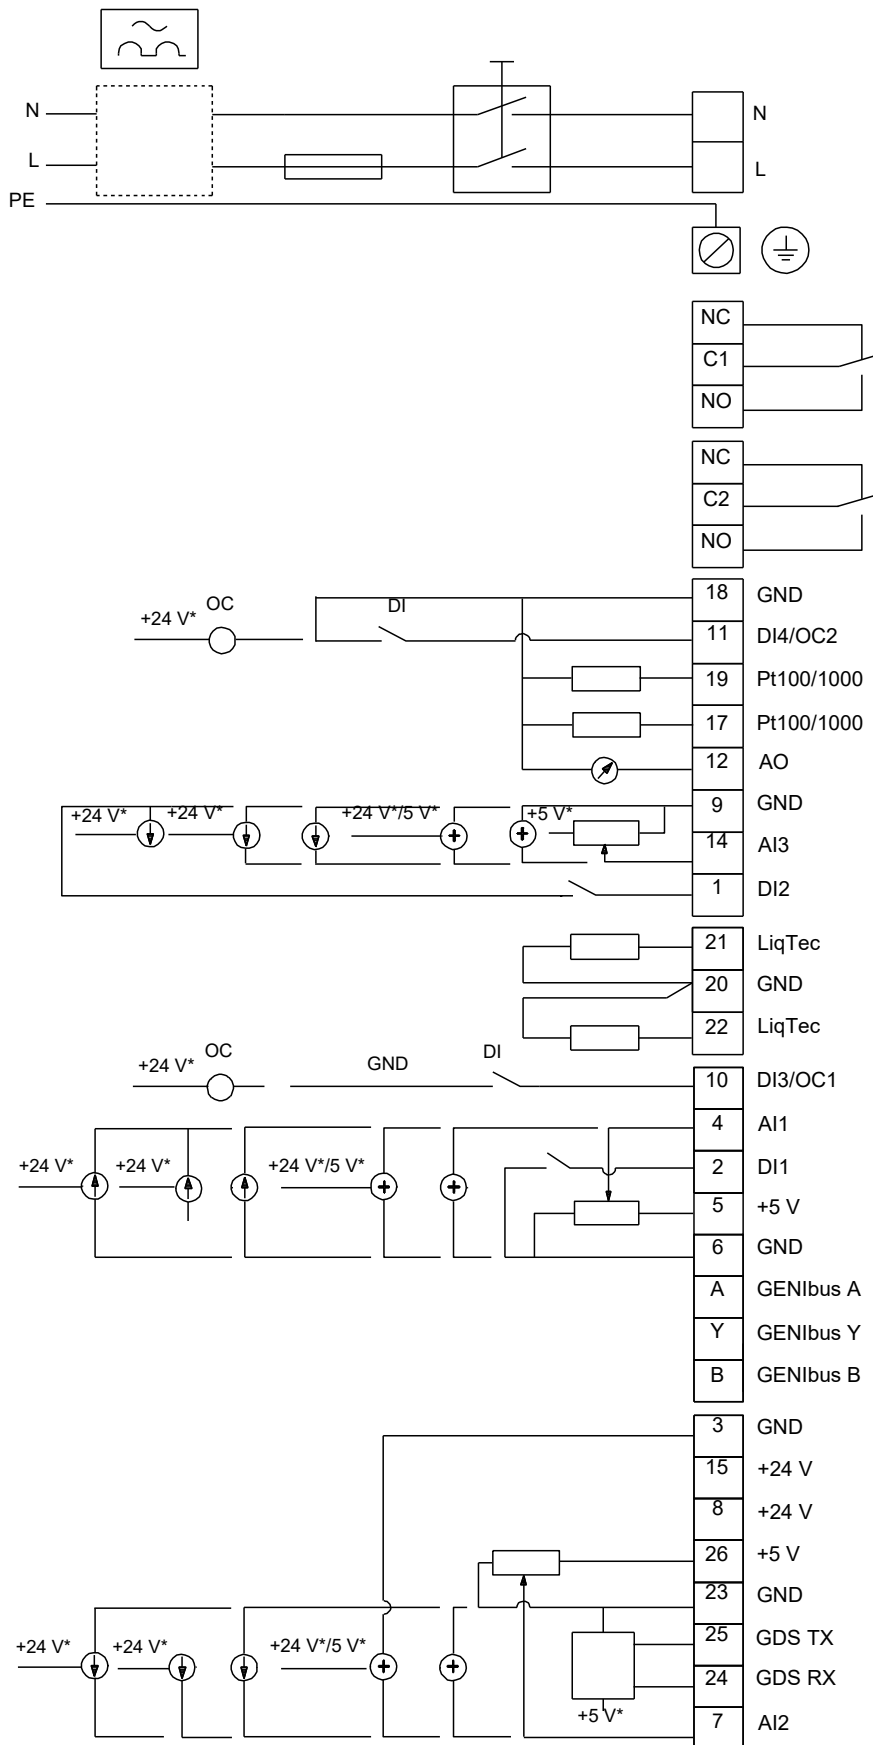 N N
L L
PE
NC
C1
NO
NC
C2
NO
18 GND
+24 V* OC DI 11 DI4/OC2
19 Pt100/1000
17 Pt100/1000
12 AO
9 GND
+24 V* +24 V* +24 V*/5 V* +5 V*
14 AI3
1 DI2
21 LiqTec
20 GND
22 LiqTec
+24 V* OC GND DI 10 DI3/OC1
4 AI1
+24 V* +24 V* +24 V*/5 V* 2 DI1
5 +5 V
6 GND
A GENIbus A
Y GENIbus Y
B GENIbus B
3 GND
15 +24 V
8 +24 V
26 +5 V
23 GND
25 GDS TX
+24 V* +24 V* +24 V*/5 V*
24 GDS RX
+5 V*
7 AI2